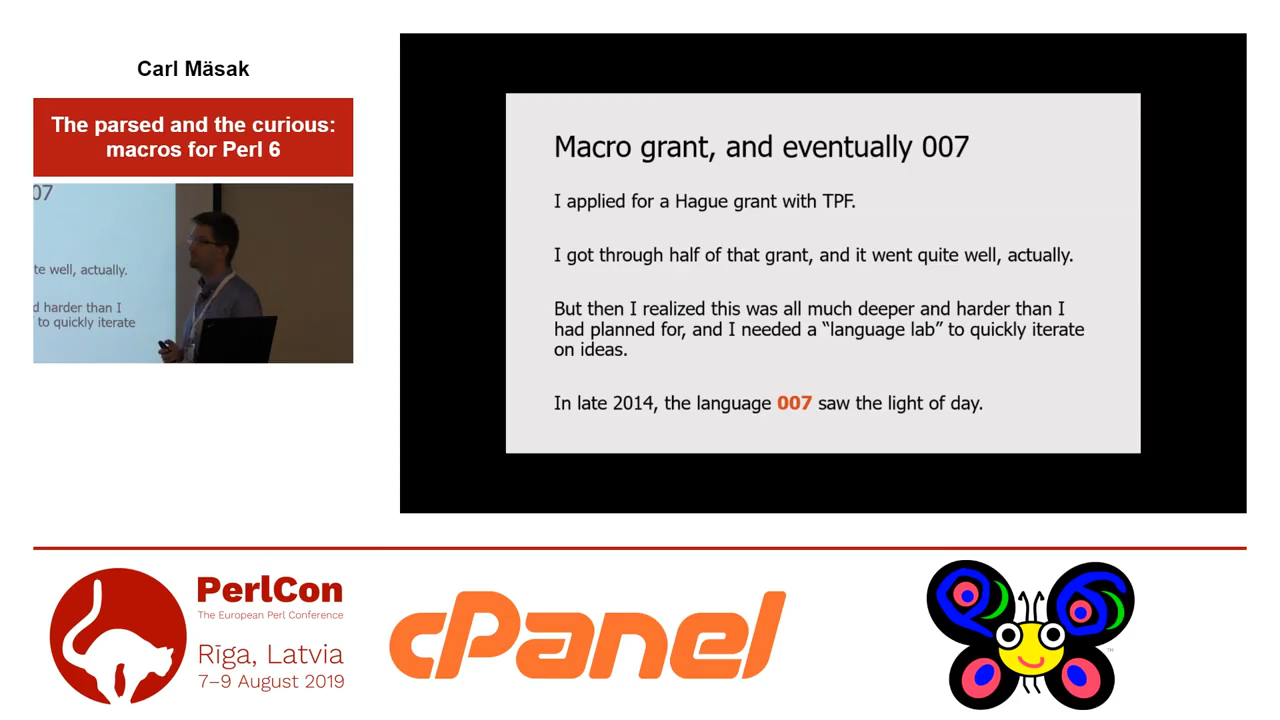 Carl Mäsak
The parsed and the curious:
macros for Perl 6
07
te well, actually.
d harder than I
to quickly iterate
Macro grant, and eventually 007
I applied for a Hague grant with TPF.
I got through half of that grant, and it went quite well, actually.
But then I realized this was all much deeper and harder than I
had planned for, and I needed a “language lab” to quickly iterate
on ideas.
In late 2014, the language 007 saw the light of day.
PerlCon
The European Perl Conference
Rīga, Latvia
7–9 August 2019
cPanel
TM